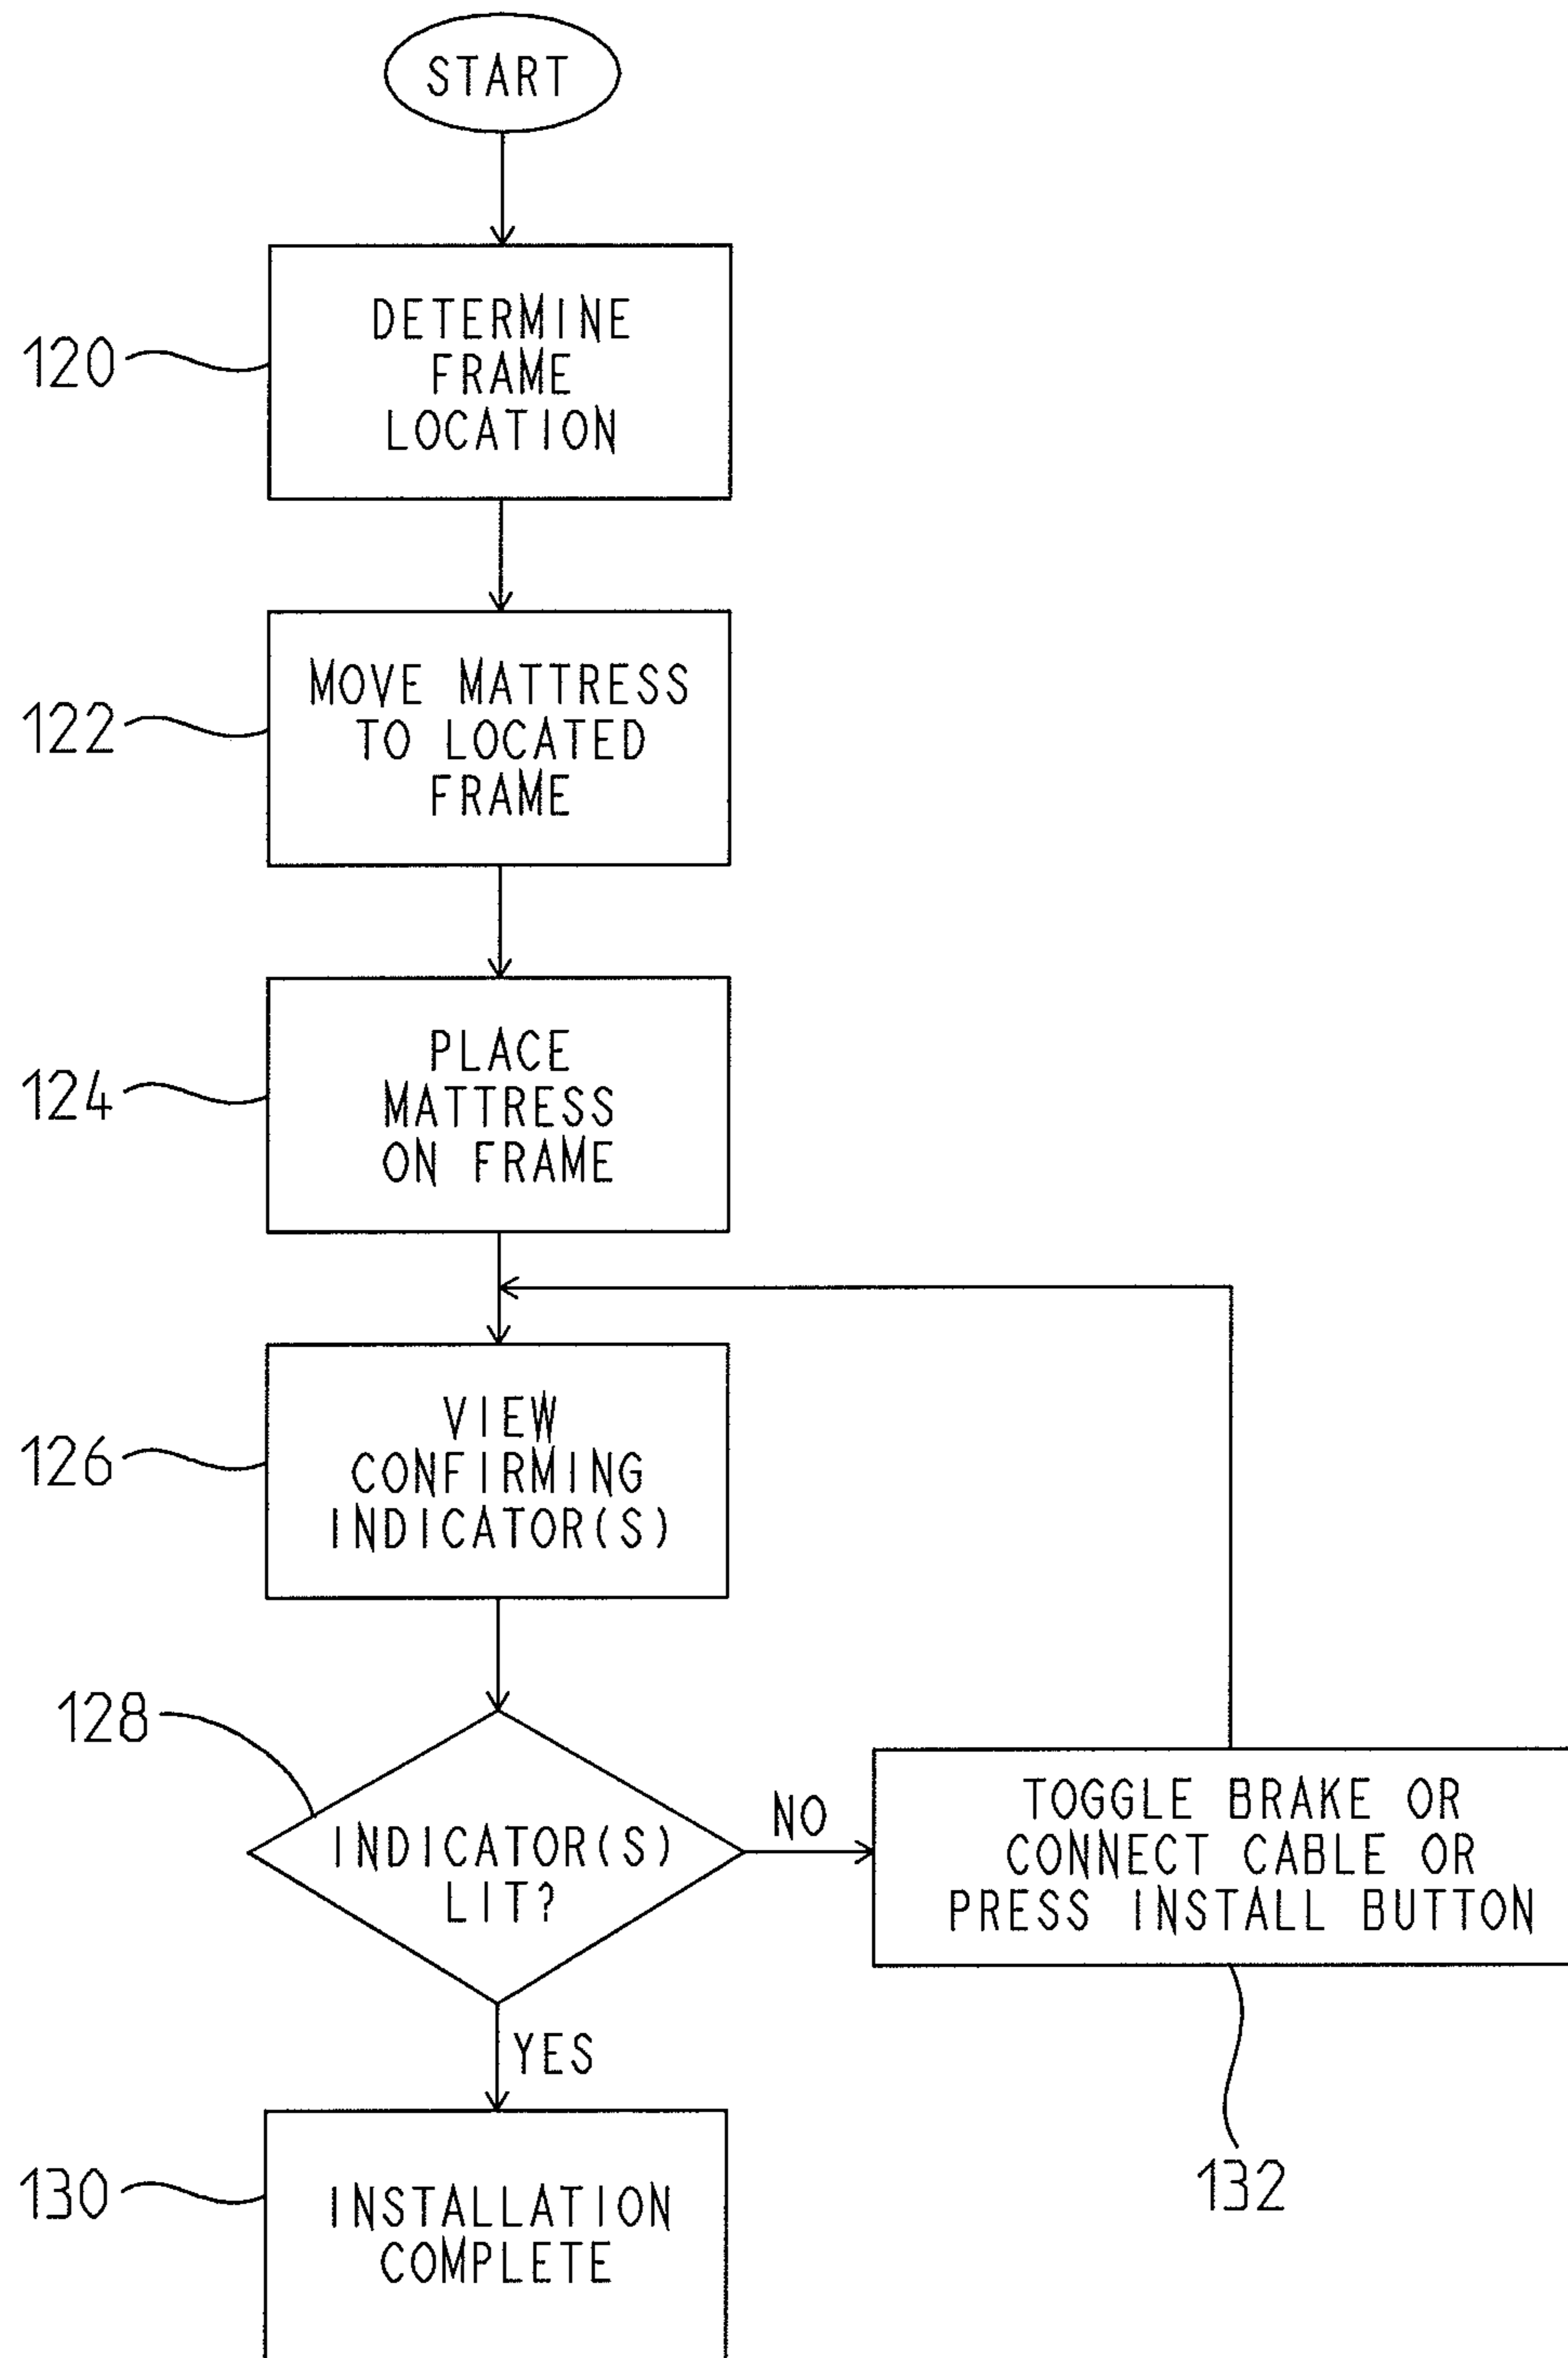 START
120
DETERMINE
FRAME
LOCATION
122
MOVE MATTRESS
TO LOCATED
FRAME
124
PLACE
MATTRESS
ON FRAME
126
VIEW
CONFIRMING
INDICATOR(S)
128
INDICATOR(S)
LIT?
NO
TOGGLE BRAKE OR
CONNECT CABLE OR
PRESS INSTALL BUTTON
132
YES
130
INSTALLATION
COMPLETE